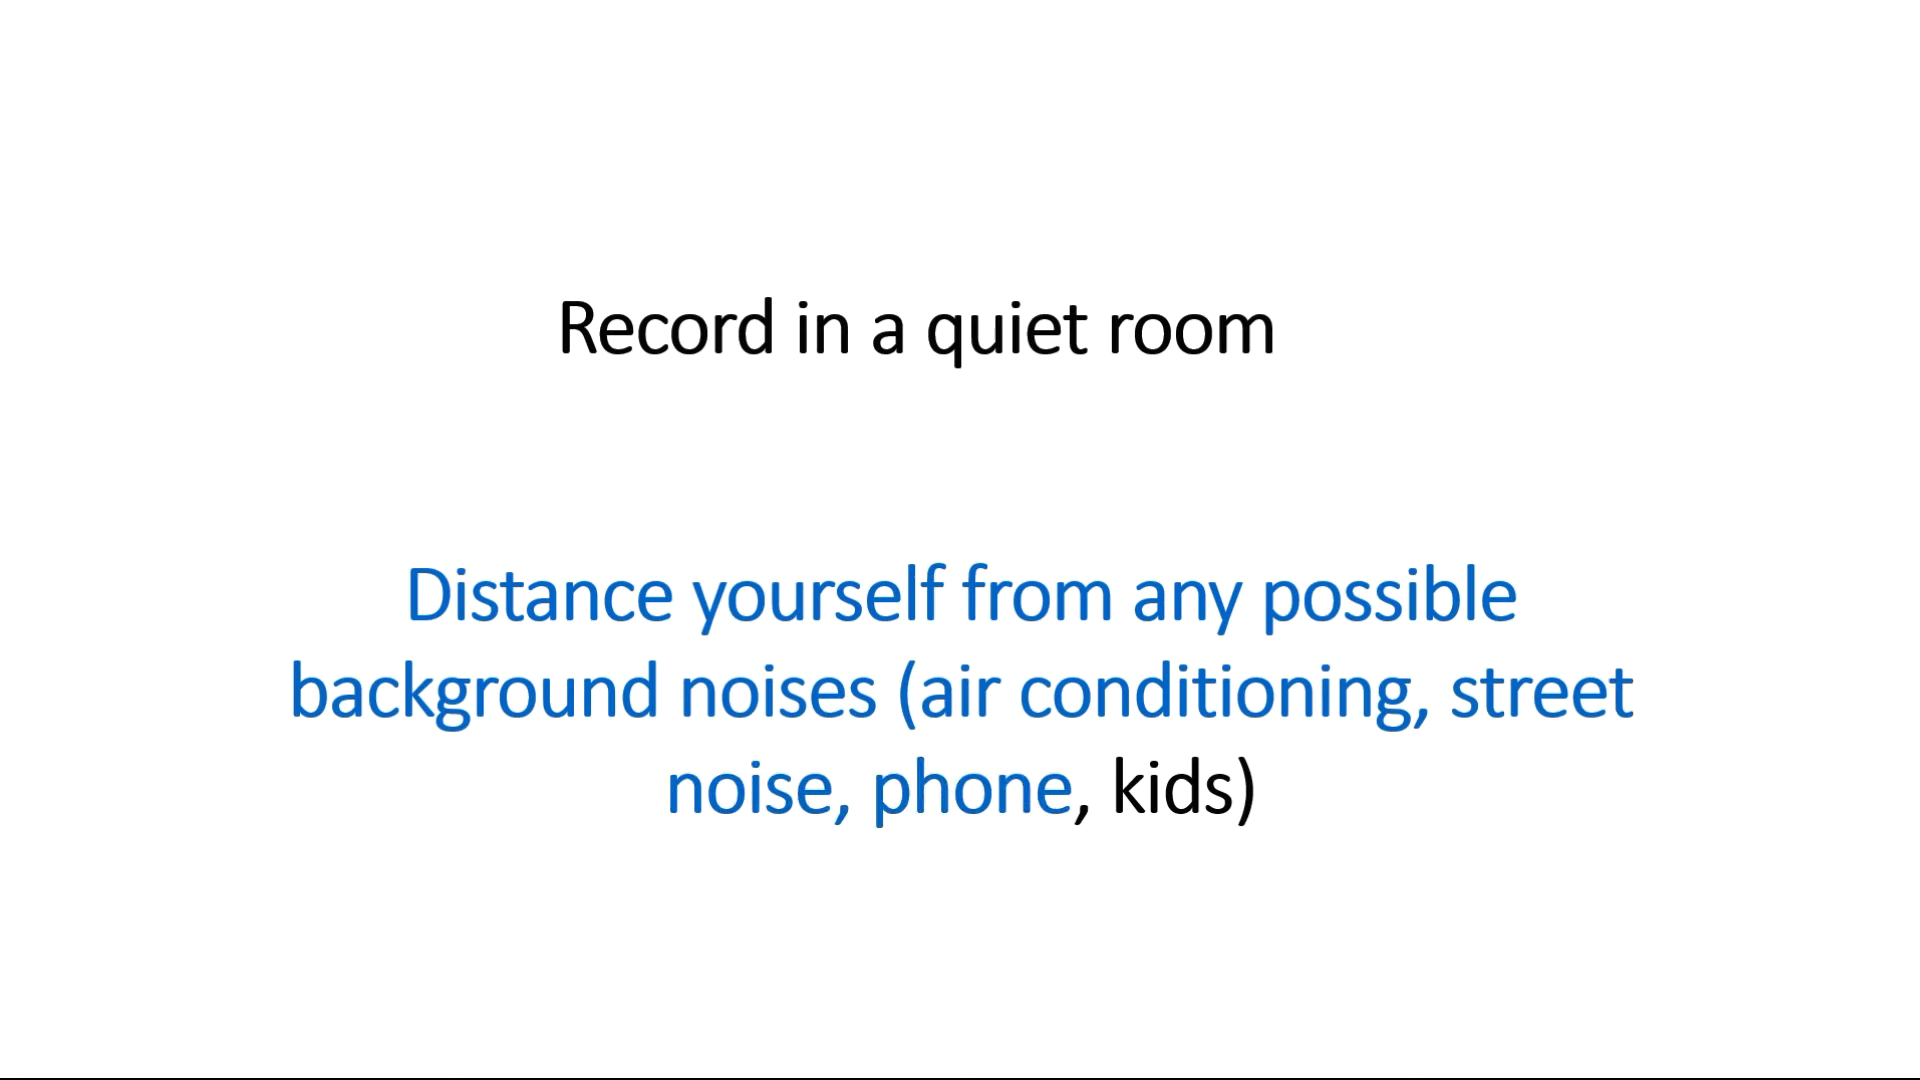 Record in a quiet room
Distance yourself from any possible
background noises (air conditioning, street
noise, phone, kids)